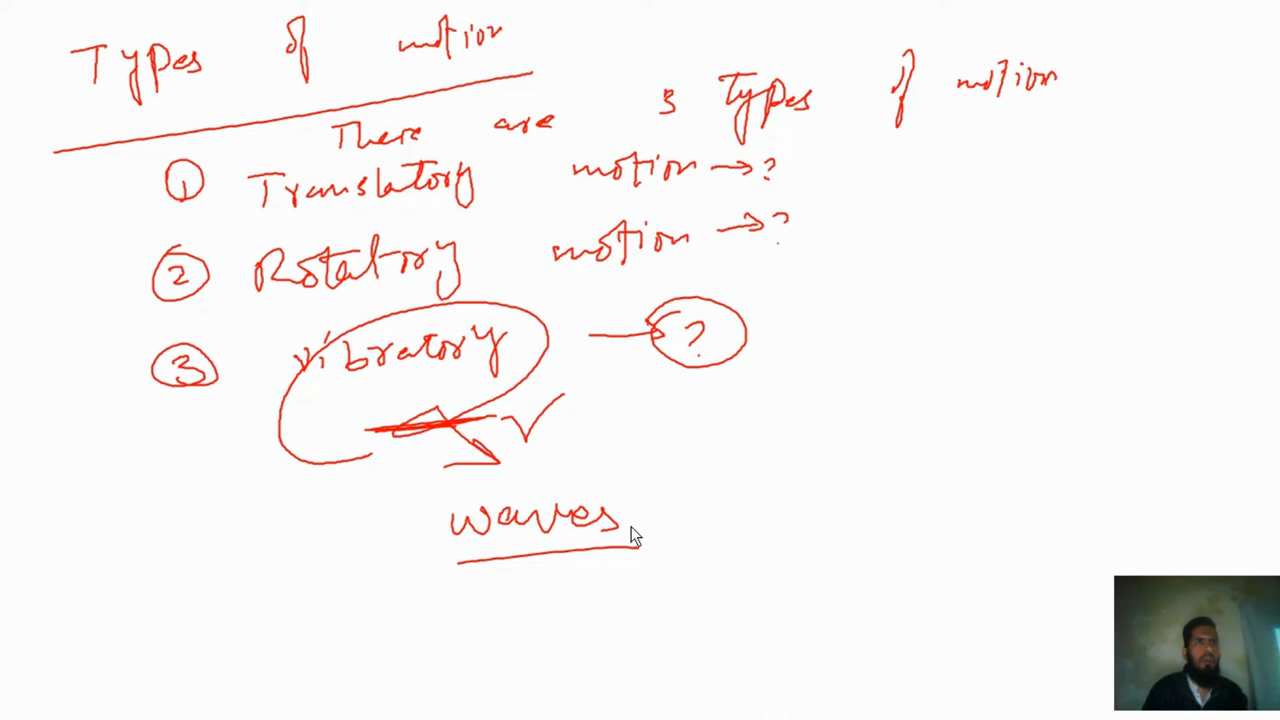 Types of motion
There are 3 types of motion
① Translatory motion →?
② Rotatory motion →?
③ vibratory → ?
waves